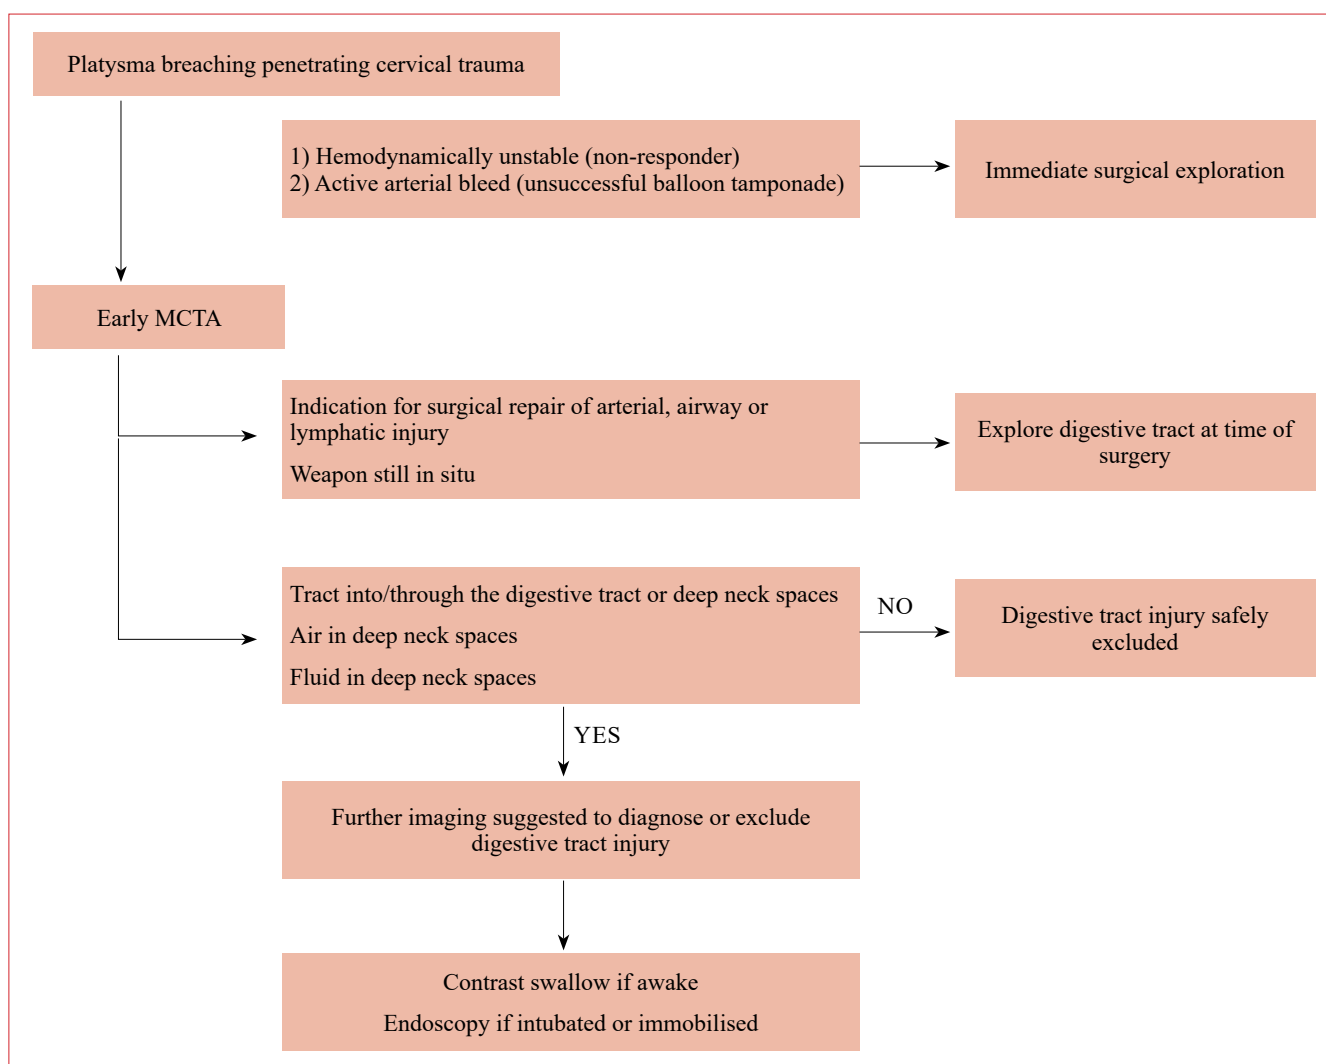 Platysma breaching penetrating cervical trauma
1) Hemodynamically unstable (non-responder)
2) Active arterial bleed (unsuccessful balloon tamponade)
Immediate surgical exploration
Early MCTA
Indication for surgical repair of arterial, airway or
lymphatic injury
Weapon still in situ
Explore digestive tract at time of
surgery
Tract into/through the digestive tract or deep neck spaces
Air in deep neck spaces
Fluid in deep neck spaces
NO
Digestive tract injury safely
excluded
YES
Further imaging suggested to diagnose or exclude
digestive tract injury
Contrast swallow if awake
Endoscopy if intubated or immobilised